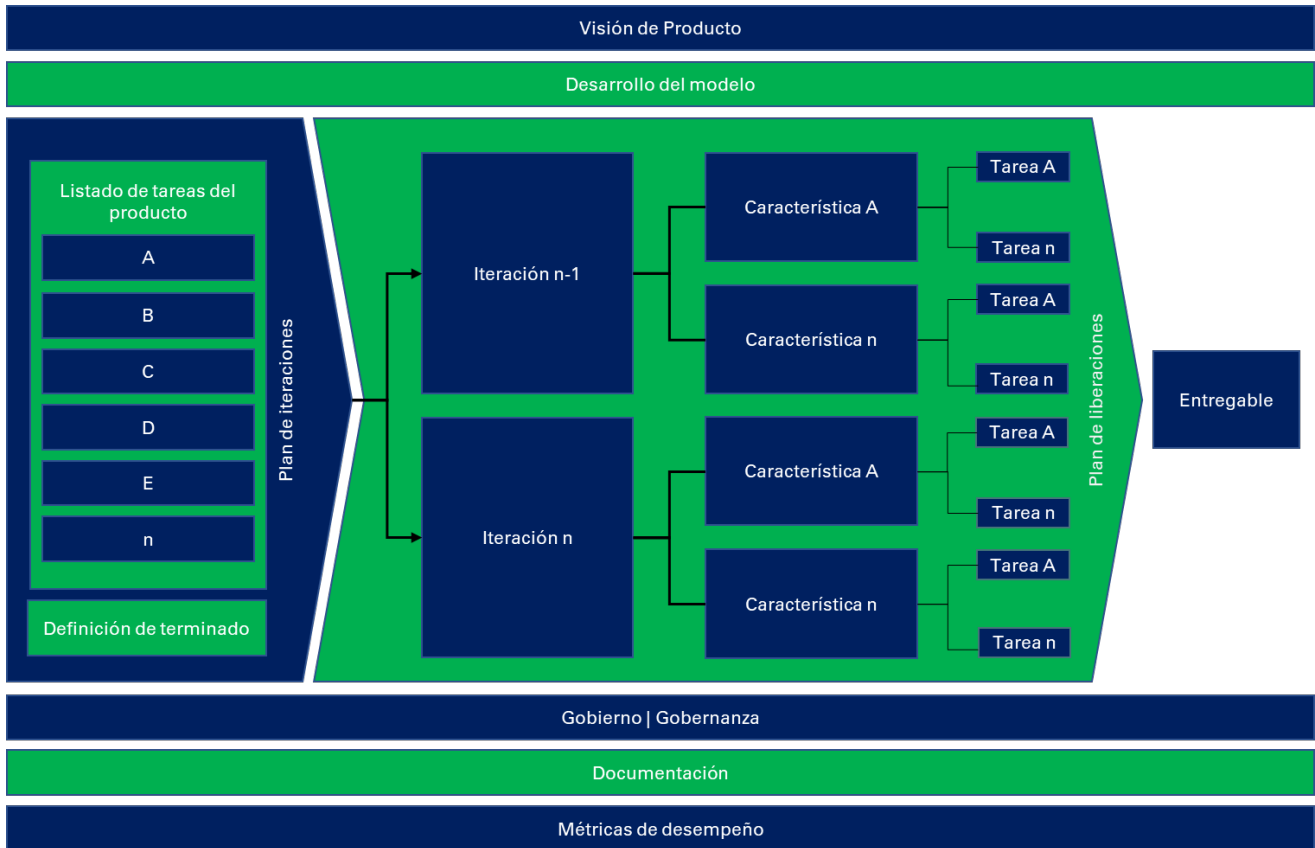 Visión de Producto
Desarrollo del modelo
Listado de tareas del
producto
A
B
C
D
E
n
Definición de terminado
Plan de iteraciones
Iteración n-1
Característica A
Tarea A
Tarea n
Característica n
Tarea A
Tarea n
Iteración n
Característica A
Tarea A
Tarea n
Característica n
Tarea A
Tarea n
Plan de liberaciones
Entregable
Gobierno | Gobernanza
Documentación
Métricas de desempeño